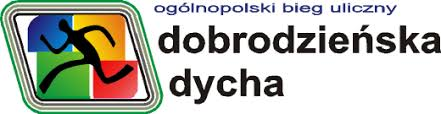 ogólnopolski bieg uliczny
dobrodzieńska
dycha